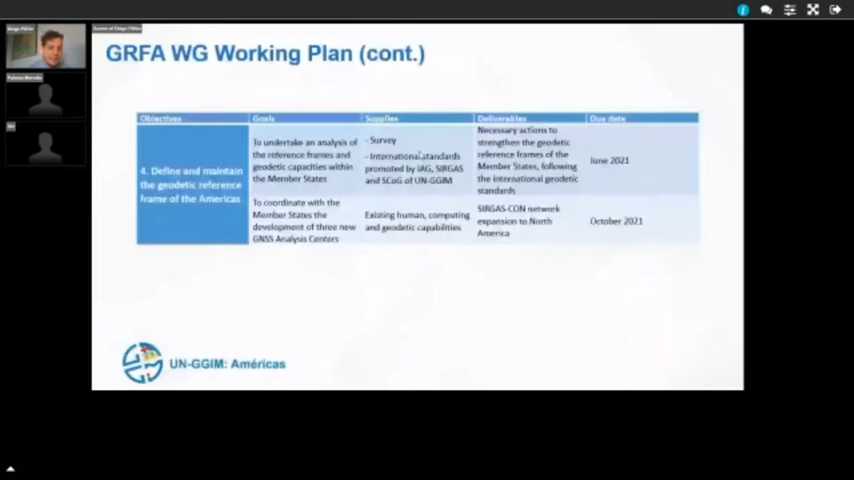 GRFA WG Working Plan (cont.)
Objectives
Goals
Supplies
Deliverables
Due date
4. Define and maintain
the geodetic reference
frame of the Americas
To undertake an analysis of
the reference frames and
geodetic capacities within
the Member States
- Survey
- International standards
promoted by IAG, SIRGAS
and SCoG of UN-GGIM
Necessary actions to
strengthen the geodetic
reference frames of the
Member States, following
the international geodetic
standards
June 2021
To coordinate with the
Member States the
development of three new
GNSS Analysis Centers
Existing human, computing
and geodetic capabilities
SIRGAS-CON network
expansion to North
America
October 2021
UN-GGIM: Américas